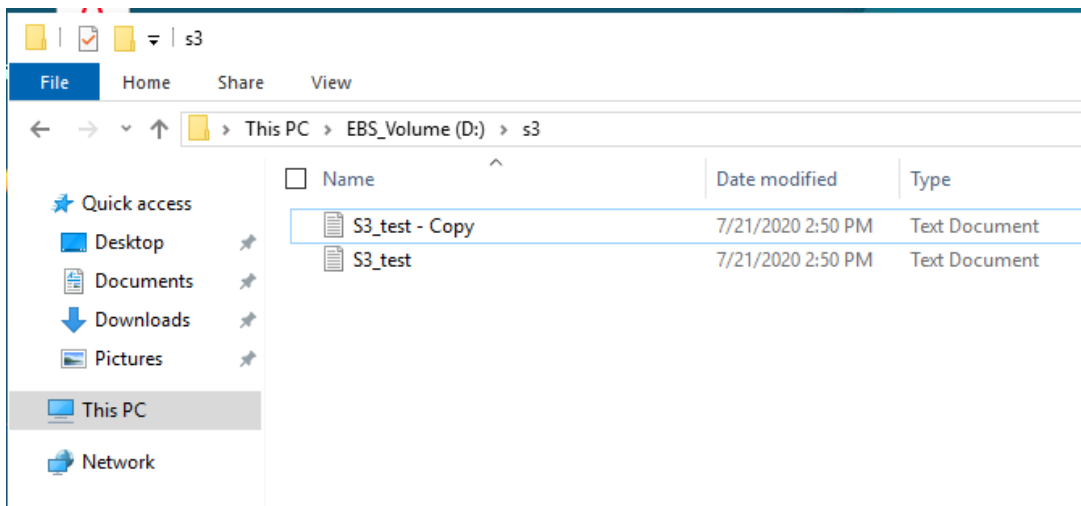 s3
File Home Share View
This PC > EBS_Volume (D:) > s3
Name Date modified Type
Quick access
S3_test - Copy 7/21/2020 2:50 PM Text Document
Desktop
S3_test 7/21/2020 2:50 PM Text Document
Documents
Downloads
Pictures
This PC
Network